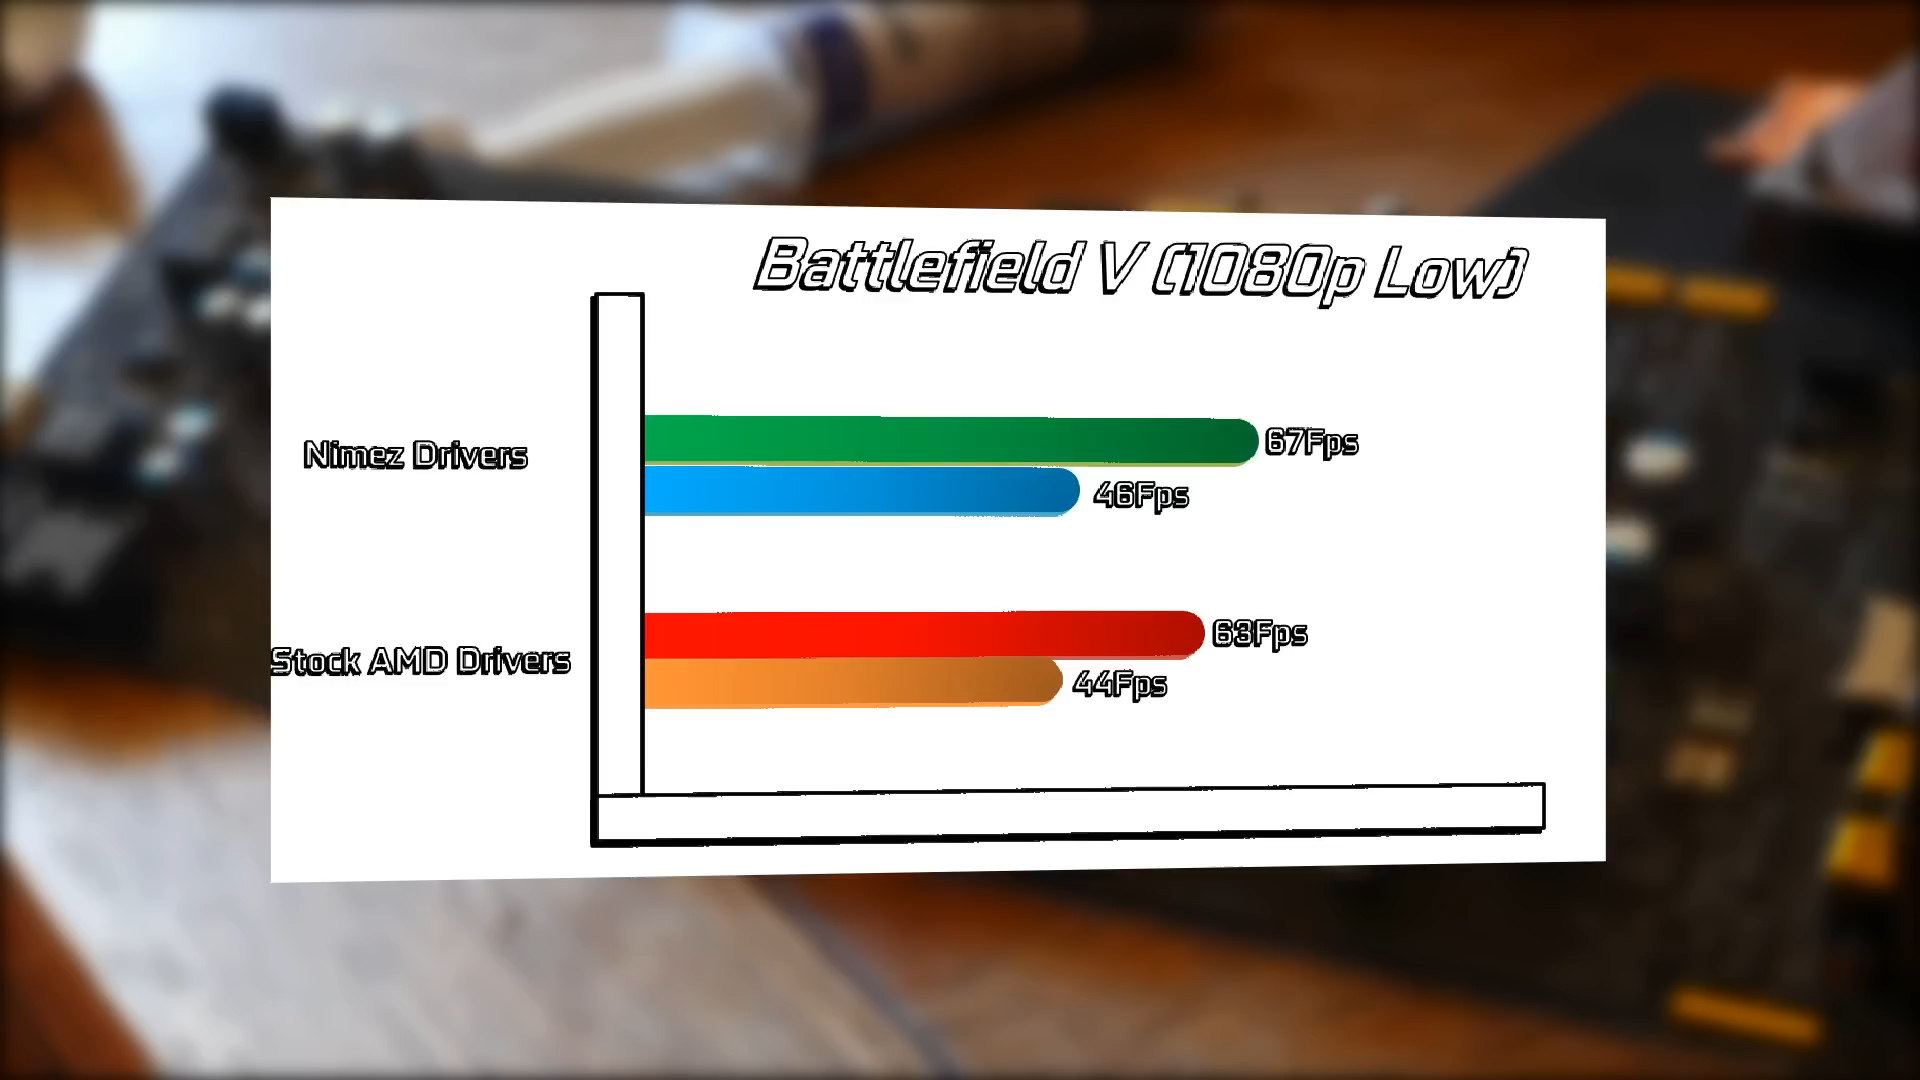 Battlefield V (1080p Low)
Nimez Drivers
67Fps
46Fps
Stock AMD Drivers
63Fps
44Fps